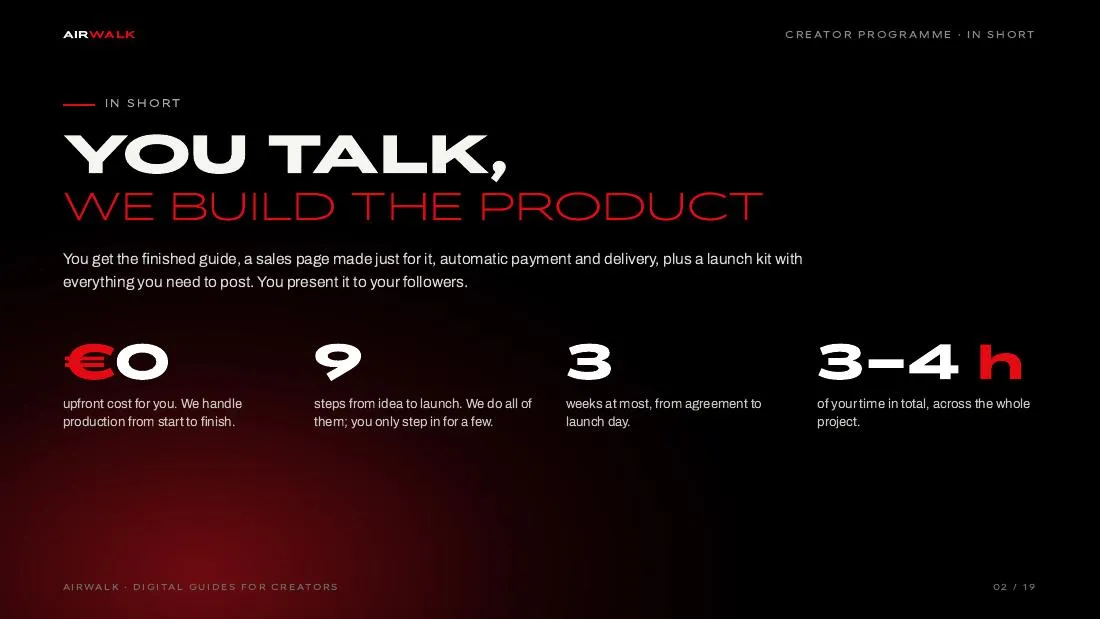 AIRWALK
CREATOR PROGRAMME · IN SHORT
IN SHORT
YOU TALK,
WE BUILD THE PRODUCT
You get the finished guide, a sales page made just for it, automatic payment and delivery, plus a launch kit with
everything you need to post. You present it to your followers.
€0
upfront cost for you. We handle
production from start to finish.
9
steps from idea to launch. We do all of
them; you only step in for a few.
3
weeks at most, from agreement to
launch day.
3–4 h
of your time in total, across the whole
project.
AIRWALK · DIGITAL GUIDES FOR CREATORS
02 / 19